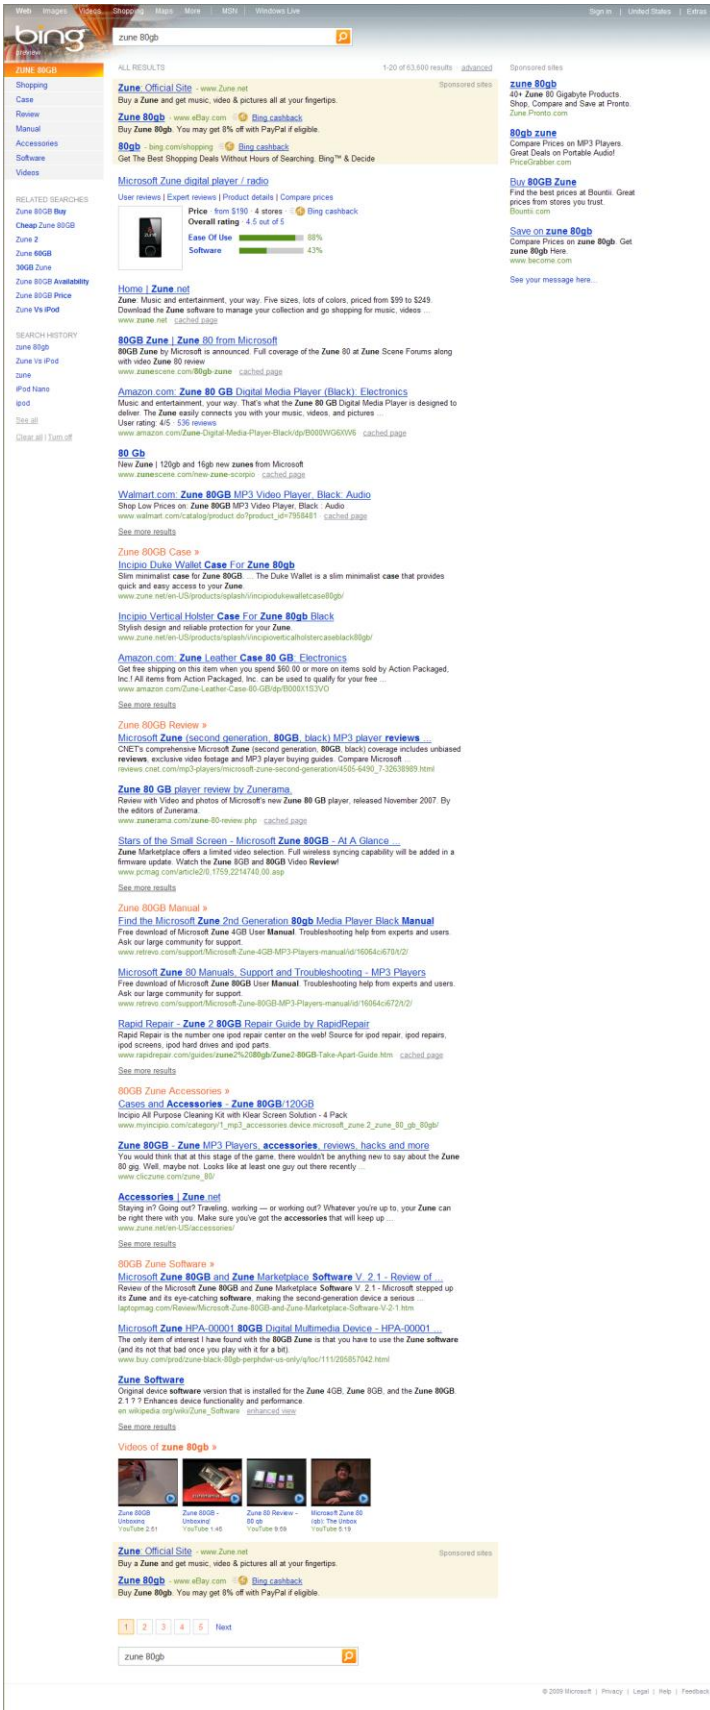 Web Images Videos Shopping Maps More | MSN | Windows Live
Sign in | United States | Extras
bing
preview
zune 80gb
ZUNE 80GB
Shopping
Case
Review
Manual
Accessories
Software
Videos
RELATED SEARCHES
Zune 80GB Buy
Cheap Zune 80GB
Zune 2
Zune 60GB
30GB Zune
Zune 80GB Availability
Zune 80GB Price
Zune Vs iPod
SEARCH HISTORY
zune 80gb
Zune Vs iPod
zune
iPod Nano
ipod
See all
Clear all | Turn off
ALL RESULTS
1-20 of 63,600 results · advanced
Zune: Official Site - www.Zune.net
Sponsored sites
Buy a Zune and get music, video & pictures all at your fingertips.
Zune 80gb - www.eBay.com Bing cashback
Buy Zune 80gb. You may get 8% off with PayPal if eligible.
80gb - bing.com/shopping Bing cashback
Get The Best Shopping Deals Without Hours of Searching. Bing™ & Decide
Microsoft Zune digital player / radio
User reviews | Expert reviews | Product details | Compare prices
Price · from $190 · 4 stores · Bing cashback
Overall rating · 4.5 out of 5
Ease Of Use 88%
Software 43%
Home | Zune.net
Zune: Music and entertainment, your way. Five sizes, lots of colors, priced from $99 to $249.
Download the Zune software to manage your collection and go shopping for music, videos ...
www.zune.net · cached page
80GB Zune | Zune 80 from Microsoft
80GB Zune by Microsoft is announced. Full coverage of the Zune 80 at Zune Scene Forums along
with video Zune 80 review
www.zunescene.com/80gb-zune · cached page
Amazon.com: Zune 80 GB Digital Media Player (Black): Electronics
Music and entertainment, your way. That's what the Zune 80 GB Digital Media Player is designed to
deliver. The Zune easily connects you with your music, videos, and pictures ...
User rating: 4/5 · 536 reviews
www.amazon.com/Zune-Digital-Media-Player-Black/dp/B000WG6XW6 · cached page
80 Gb
New Zune | 120gb and 16gb new zunes from Microsoft
www.zunescene.com/new-zune-scorpio · cached page
Walmart.com: Zune 80GB MP3 Video Player, Black: Audio
Shop Low Prices on: Zune 80GB MP3 Video Player, Black : Audio
www.walmart.com/catalog/product.do?product_id=7958481 · cached page
See more results
Zune 80GB Case »
Incipio Duke Wallet Case For Zune 80gb
Slim minimalist case for Zune 80GB. ... The Duke Wallet is a slim minimalist case that provides
quick and easy access to your Zune.
www.zune.net/en-US/products/splash/i/incipiodukewalletcase80gb/
Incipio Vertical Holster Case For Zune 80gb Black
Stylish design and reliable protection for your Zune.
www.zune.net/en-US/products/splash/i/incipioverticalholstercaseblack80gb/
Amazon.com: Zune Leather Case 80 GB: Electronics
Get free shipping on this item when you spend $60.00 or more on items sold by Action Packaged,
Inc.! All items from Action Packaged, Inc. can be used to qualify for your free ...
www.amazon.com/Zune-Leather-Case-80-GB/dp/B000X1S3VO
Zune 80GB Review »
Microsoft Zune (second generation, 80GB, black) MP3 player reviews ...
CNET's comprehensive Microsoft Zune (second generation, 80GB, black) coverage includes unbiased
reviews, exclusive video footage and MP3 player buying guides. Compare Microsoft ...
reviews.cnet.com/mp3-players/microsoft-zune-second-generation/4505-6490_7-32638989.html
Zune 80 GB player review by Zunerama.
Review with Video and photos of Microsoft's new Zune 80 GB player, released November 2007. By
the editors of Zunerama.
www.zunerama.com/zune-80-review.php · cached page
Stars of the Small Screen - Microsoft Zune 80GB - At A Glance ...
Zune Marketplace offers a limited video selection. Full wireless syncing capability will be added in a
firmware update. Watch the Zune 8GB and 80GB Video Review!
www.pcmag.com/article2/0,1759,2214740,00.asp
See more results
Zune 80GB Manual »
Find the Microsoft Zune 2nd Generation 80gb Media Player Black Manual
Free download of Microsoft Zune 4GB User Manual. Troubleshooting help from experts and users.
Ask our large community for support.
www.retrevo.com/support/Microsoft-Zune-4GB-MP3-Players-manual/id/16064ci670/t/2/
Microsoft Zune 80 Manuals, Support and Troubleshooting - MP3 Players
Free download of Microsoft Zune 80GB User Manual. Troubleshooting help from experts and users.
Ask our large community for support.
www.retrevo.com/support/Microsoft-Zune-80GB-MP3-Players-manual/id/16064ci672/t/2/
Rapid Repair - Zune 2 80GB Repair Guide by RapidRepair
Rapid Repair is the number one ipod repair center on the web! Source for ipod repair, ipod repairs,
ipod screens, ipod hard drives and ipod parts.
www.rapidrepair.com/guides/zune2%2080gb/Zune2-80GB-Take-Apart-Guide.htm · cached page
See more results
80GB Zune Accessories »
Cases and Accessories - Zune 80GB/120GB
Incipio All Purpose Cleaning Kit with Klear Screen Solution - 4 Pack
www.myincipio.com/category/1_mp3_accessories.device.microsoft_zune.2_zune_80_gb_80gb/
Zune 80GB - Zune MP3 Players, accessories, reviews, hacks and more
You would think that at this stage of the game, there wouldn't be anything new to say about the Zune
80 gig. Well, maybe not. Looks like at least one guy out there recently ...
www.cliczune.com/zune_80/
Accessories | Zune.net
Staying in? Going out? Traveling, working — or working out? Whatever you're up to, your Zune can
be right there with you. Make sure you've got the accessories that will keep up ...
www.zune.net/en-US/accessories/
See more results
80GB Zune Software »
Microsoft Zune 80GB and Zune Marketplace Software V. 2.1 - Review of ...
Review of the Microsoft Zune 80GB and Zune Marketplace Software V. 2.1 - Microsoft stepped up
its Zune and its eye-catching software, making the second-generation device a serious ...
laptopmag.com/Review/Microsoft-Zune-80GB-and-Zune-Marketplace-Software-V-2-1.htm
Microsoft Zune HPA-00001 80GB Digital Multimedia Device - HPA-00001 ...
The only item of interest I have found with the 80GB Zune is that you have to use the Zune software
(and its not that bad once you play with it for a bit).
www.buy.com/prod/zune-black-80gb-perphdwr-us-only/q/loc/111/205857042.html
Zune Software
Original device software version that is installed for the Zune 4GB, Zune 8GB, and the Zune 80GB.
2.1 ? ? Enhances device functionality and performance.
en.wikipedia.org/wiki/Zune_Software · enhanced view
See more results
Videos of zune 80gb »
Zune 80GB Unboxing
YouTube 2:51
Zune 80GB - Unboxing!
YouTube 1:45
Zune 80 Review - 80 gb
YouTube 9:59
Microsoft Zune 80 (gb): The Unbox
YouTube 5:19
Zune: Official Site - www.Zune.net
Sponsored sites
Buy a Zune and get music, video & pictures all at your fingertips.
Zune 80gb - www.eBay.com Bing cashback
Buy Zune 80gb. You may get 8% off with PayPal if eligible.
1 2 3 4 5 Next
zune 80gb
Sponsored sites
zune 80gb
40+ Zune 80 Gigabyte Products.
Shop, Compare and Save at Pronto.
Zune.Pronto.com
80gb zune
Compare Prices on MP3 Players.
Great Deals on Portable Audio!
PriceGrabber.com
Buy 80GB Zune
Find the best prices at Bountii. Great
prices from stores you trust.
Bountii.com
Save on zune 80gb
Compare Prices on zune 80gb. Get
zune 80gb Here.
www.become.com
See your message here...
© 2009 Microsoft | Privacy | Legal | Help | Feedback